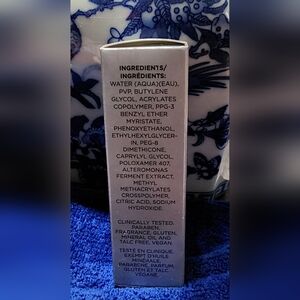 INGREDIENTS/
INGRÉDIENTS:
WATER (AQUA)(EAU),
PVP, BUTYLENE
GLYCOL, ACRYLATES
COPOLYMER, PPG-3
BENZYL ETHER
MYRISTATE,
PHENOXYETHANOL,
ETHYLHEXYLGLYCER-
IN, PEG-8
DIMETHICONE,
CAPRYLYL GLYCOL,
POLOXAMER 407,
ALTEROMONAS
FERMENT EXTRACT,
METHYL
METHACRYLATES
CROSSPOLYMER,
CITRIC ACID, SODIUM
HYDROXIDE.
CLINICALLY TESTED.
PARABEN,
FRAGRANCE, GLUTEN,
MINERAL OIL AND
TALC FREE, VEGAN
TESTÉ EN CLINIQUE.
EXEMPT D'HUILE
MINÉRALE,
PARABÈNE, PARFUM,
GLUTEN ET TALC
VEGAN.